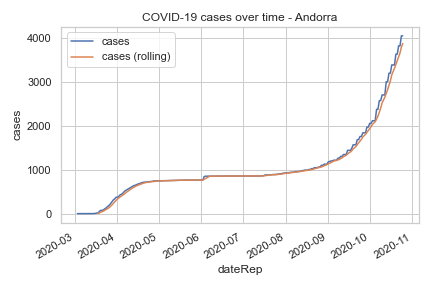 COVID-19 cases over time - Andorra
cases
cases (rolling)
4000
3000
2000
1000
0
cases
2020-03
2020-04
2020-05
2020-06
2020-07
2020-08
2020-09
2020-10
2020-11
dateRep